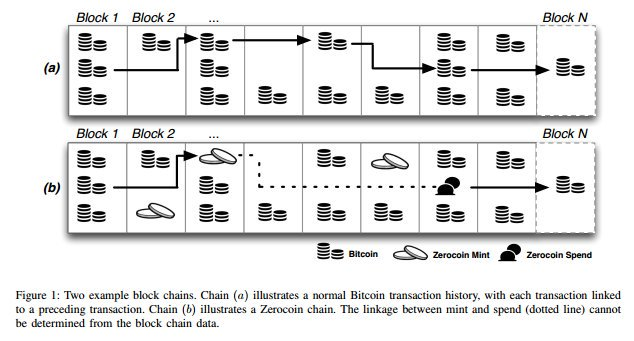 Block 1 Block 2 ... Block N
(a)
Block 1 Block 2 ... Block N
(b)
Bitcoin Zerocoin Mint Zerocoin Spend
Figure 1: Two example block chains. Chain (a) illustrates a normal Bitcoin transaction history, with each transaction linked
to a preceding transaction. Chain (b) illustrates a Zerocoin chain. The linkage between mint and spend (dotted line) cannot
be determined from the block chain data.